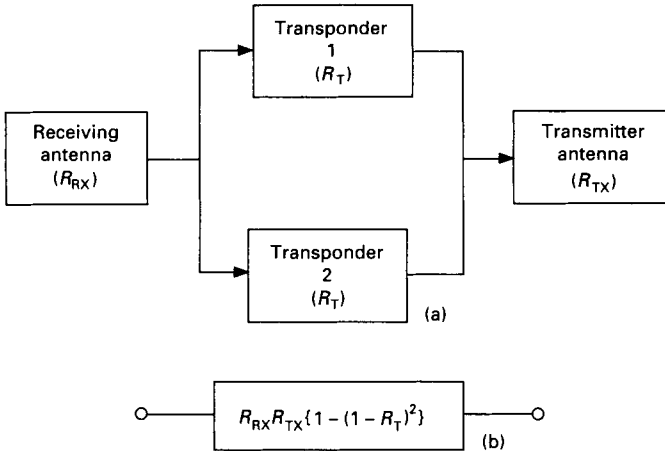 Transponder
1
(R_T)
Receiving
antenna
(R_RX)
Transmitter
antenna
(R_TX)
Transponder
2
(R_T)
(a)
R_RX R_TX {1 – (1 – R_T)²}
(b)